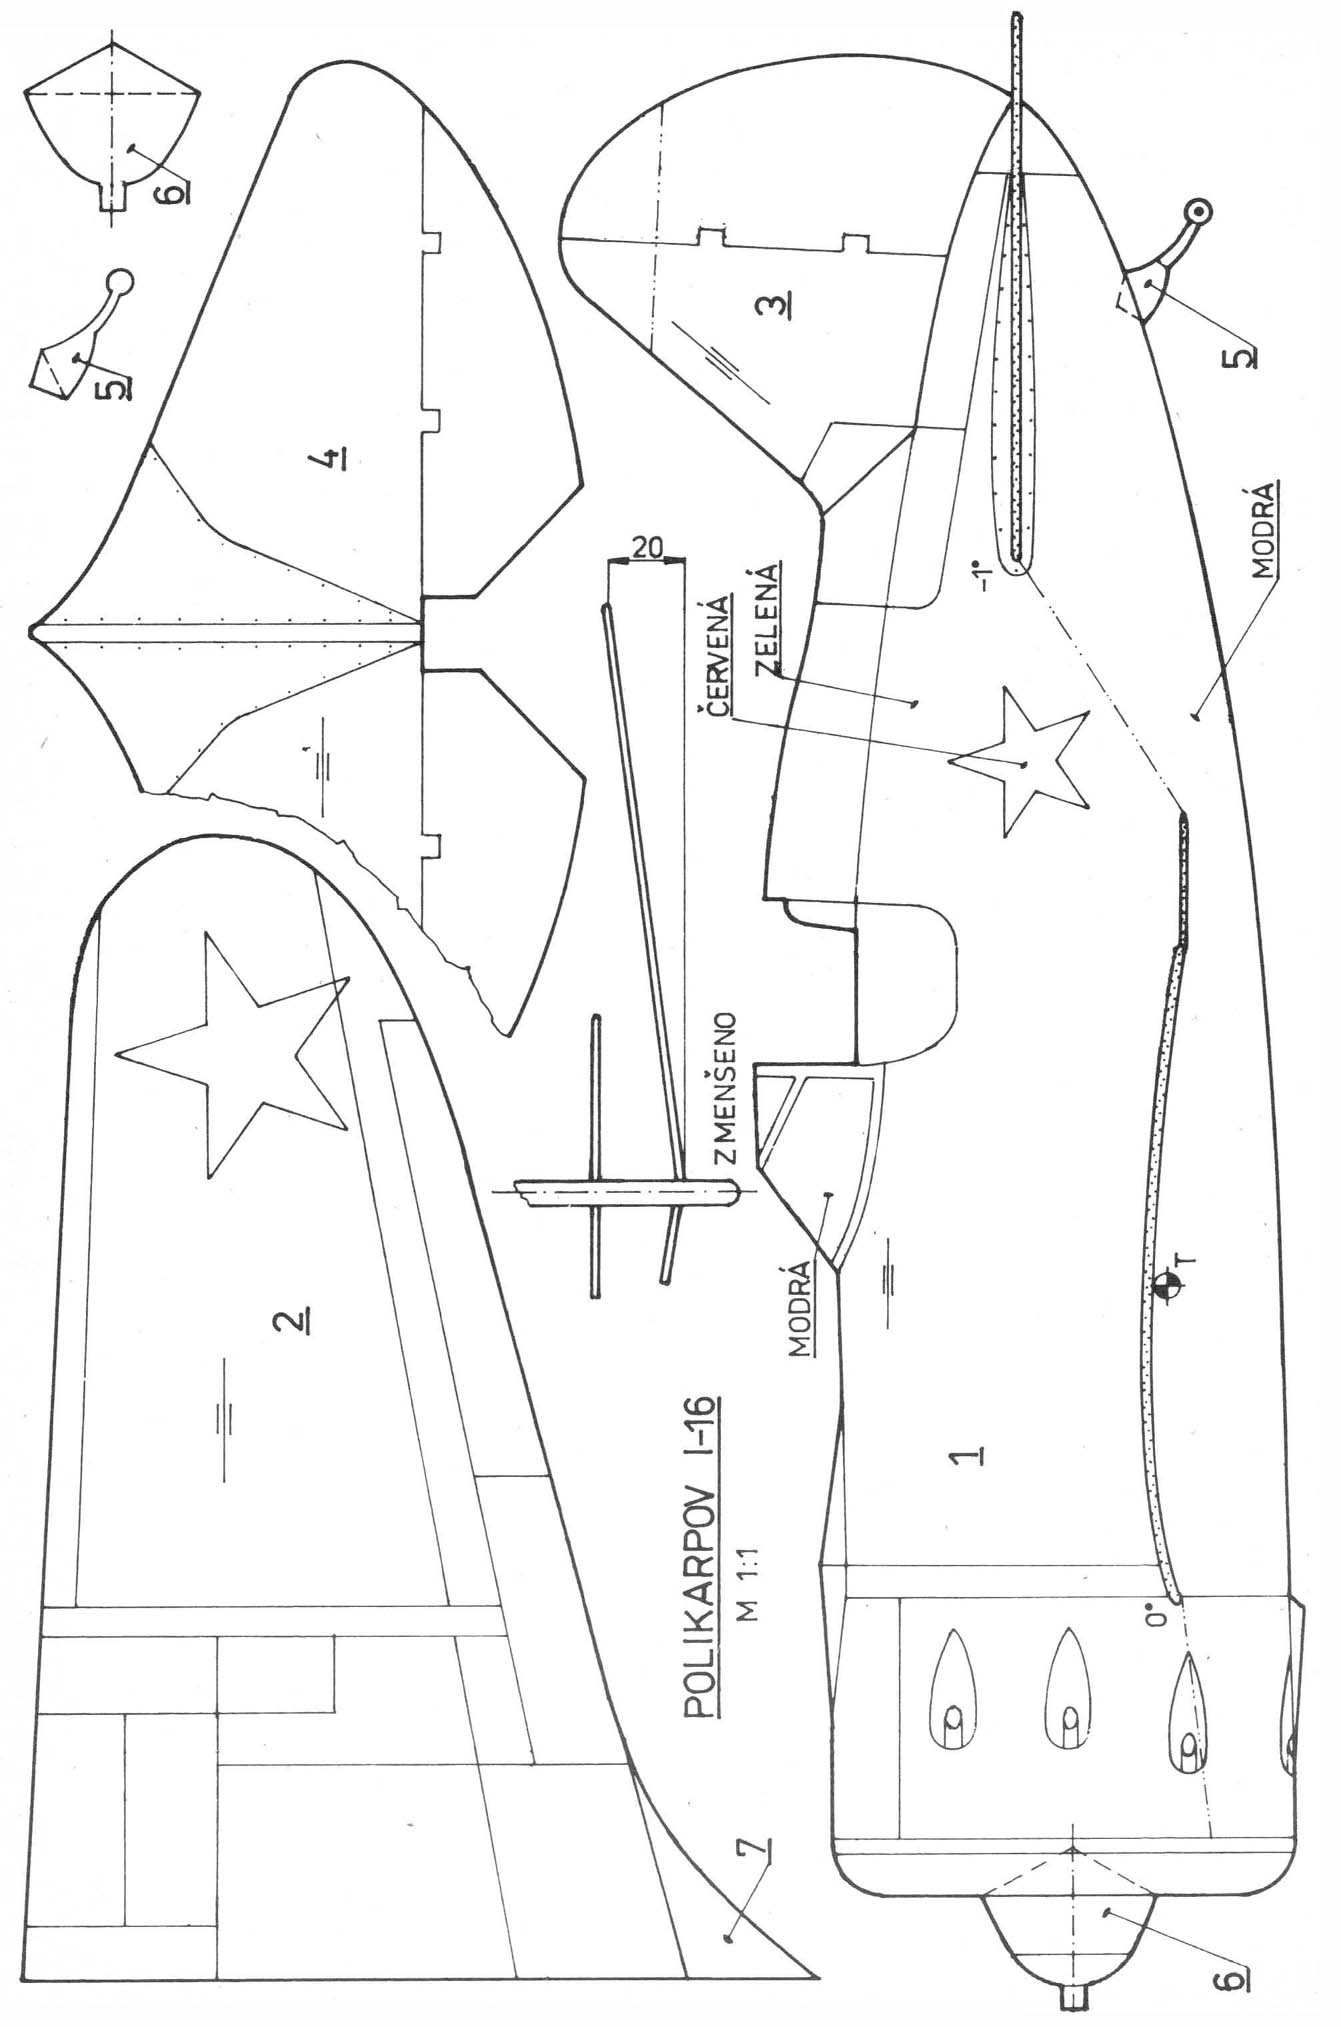 6
5
4
3
5
20
ČERVENÁ
ZELENÁ
-1°
MODRÁ
2
ZMENŠENO
MODRÁ
T
POLIKARPOV I-16
M 1:1
1
0°
7
6